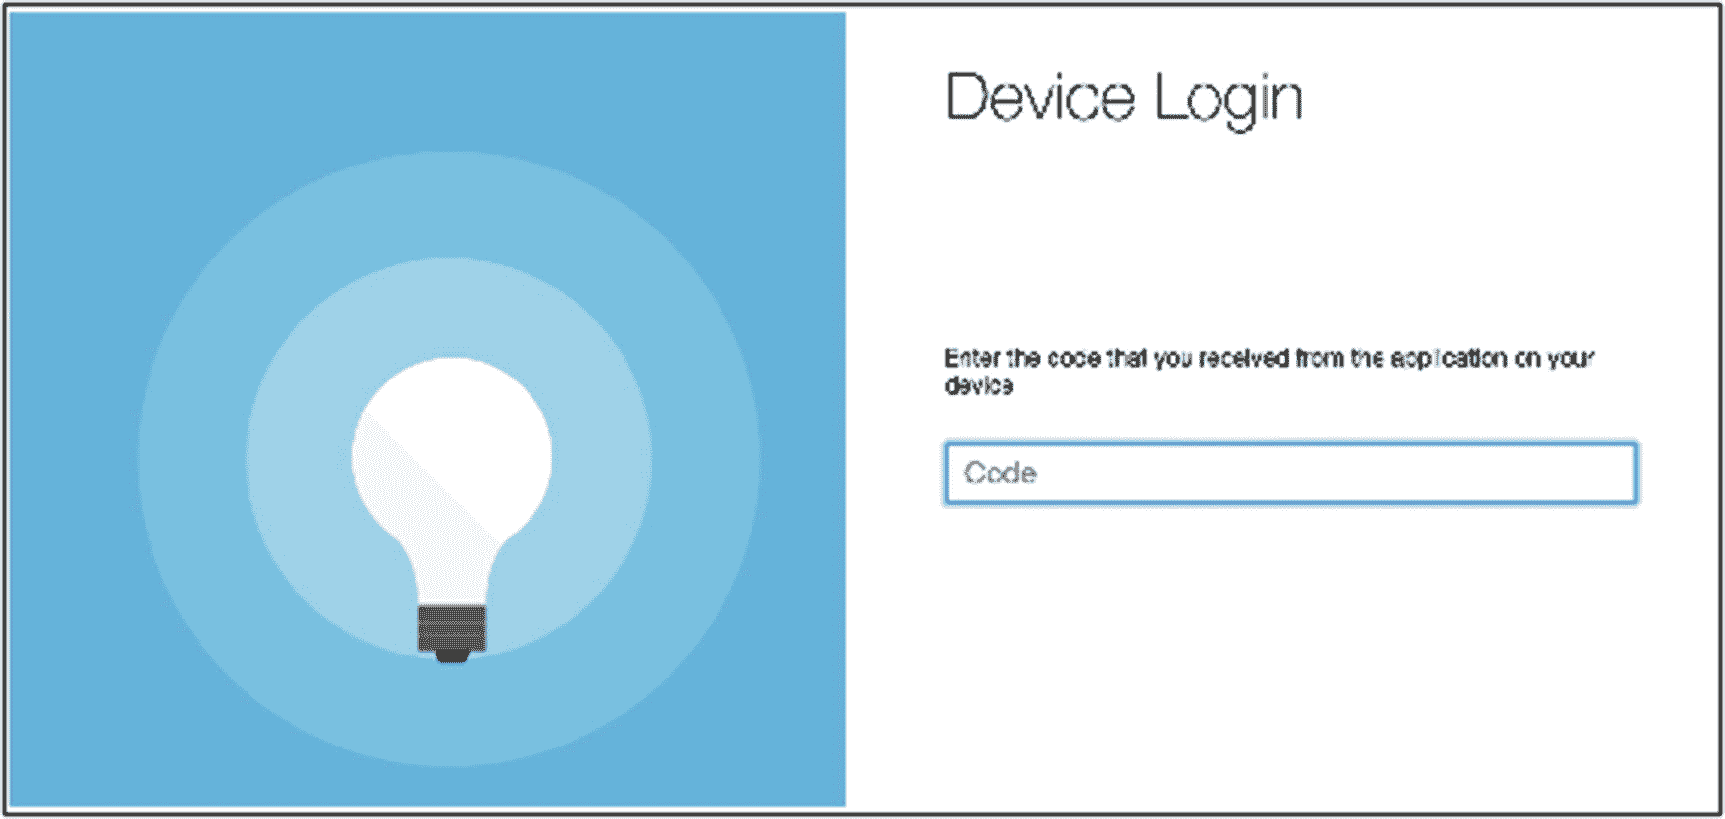 Device Login
Enter the code that you received from the application on your
device
Code